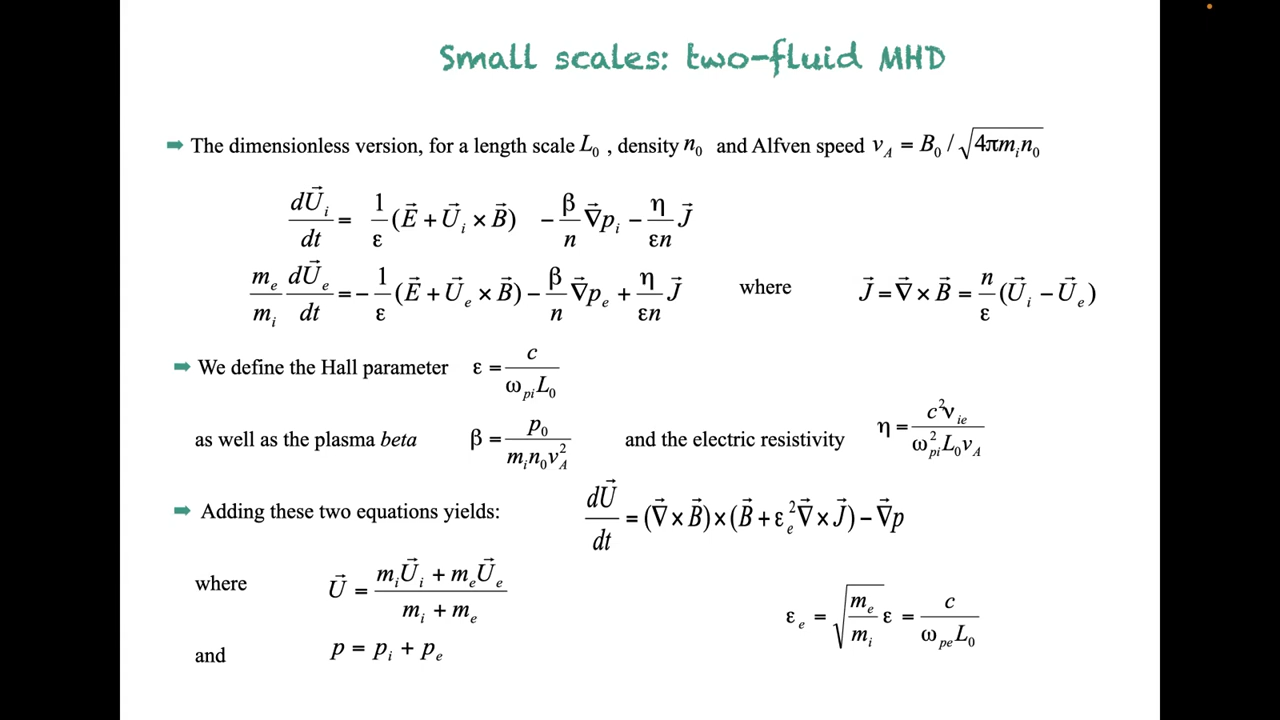 Small scales: two-fluid MHD
➡ The dimensionless version, for a length scale L₀ , density n₀ and Alfven speed v_A = B₀ / √(4πm_i n₀)
dU⃗_i/dt = 1/ε (E⃗ + U⃗_i × B⃗) − β/n ∇⃗p_i − η/εn J⃗
m_e/m_i dU⃗_e/dt = − 1/ε (E⃗ + U⃗_e × B⃗) − β/n ∇⃗p_e + η/εn J⃗ where J⃗ = ∇⃗ × B⃗ = n/ε (U⃗_i − U⃗_e)
➡ We define the Hall parameter ε = c/(ω_pi L₀)
as well as the plasma beta β = p₀/(m_i n₀ v_A²) and the electric resistivity η = c²ν_ie/(ω_pi² L₀ v_A)
➡ Adding these two equations yields: dU⃗/dt = (∇⃗ × B⃗) × (B⃗ + ε_e² ∇⃗ × J⃗) − ∇⃗p
where U⃗ = (m_i U⃗_i + m_e U⃗_e)/(m_i + m_e) ε_e = √(m_e/m_i) ε = c/(ω_pe L₀)
and p = p_i + p_e